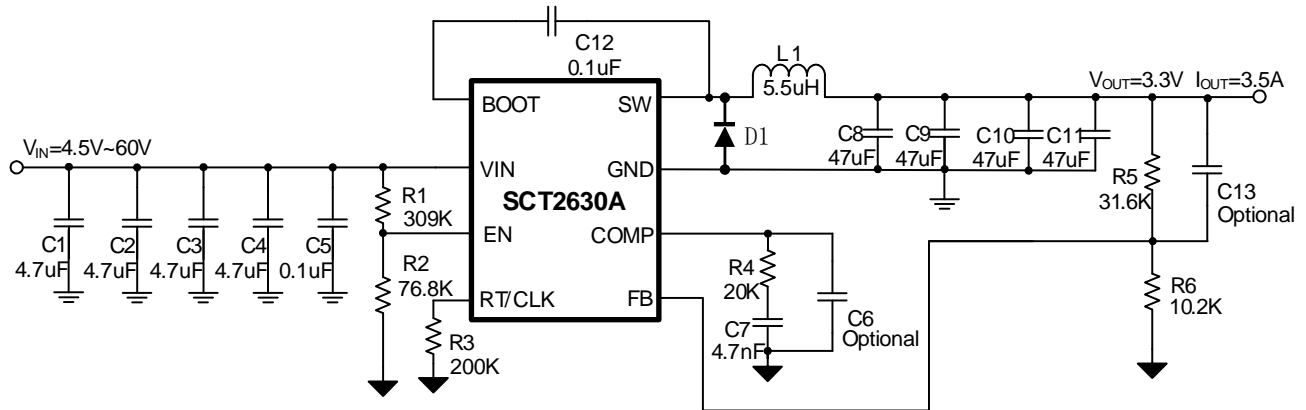 C12
0.1uF
L1
5.5uH
VOUT=3.3V
IOUT=3.5A
BOOT
SW
D1
C8
47uF
C9
47uF
C10
47uF
C11
47uF
VIN=4.5V~60V
VIN
GND
SCT2630A
R1
309K
R5
31.6K
C13
Optional
C1
4.7uF
C2
4.7uF
C3
4.7uF
C4
4.7uF
C5
0.1uF
EN
COMP
R2
76.8K
R4
20K
RT/CLK
FB
R6
10.2K
R3
200K
C7
4.7nF
C6
Optional